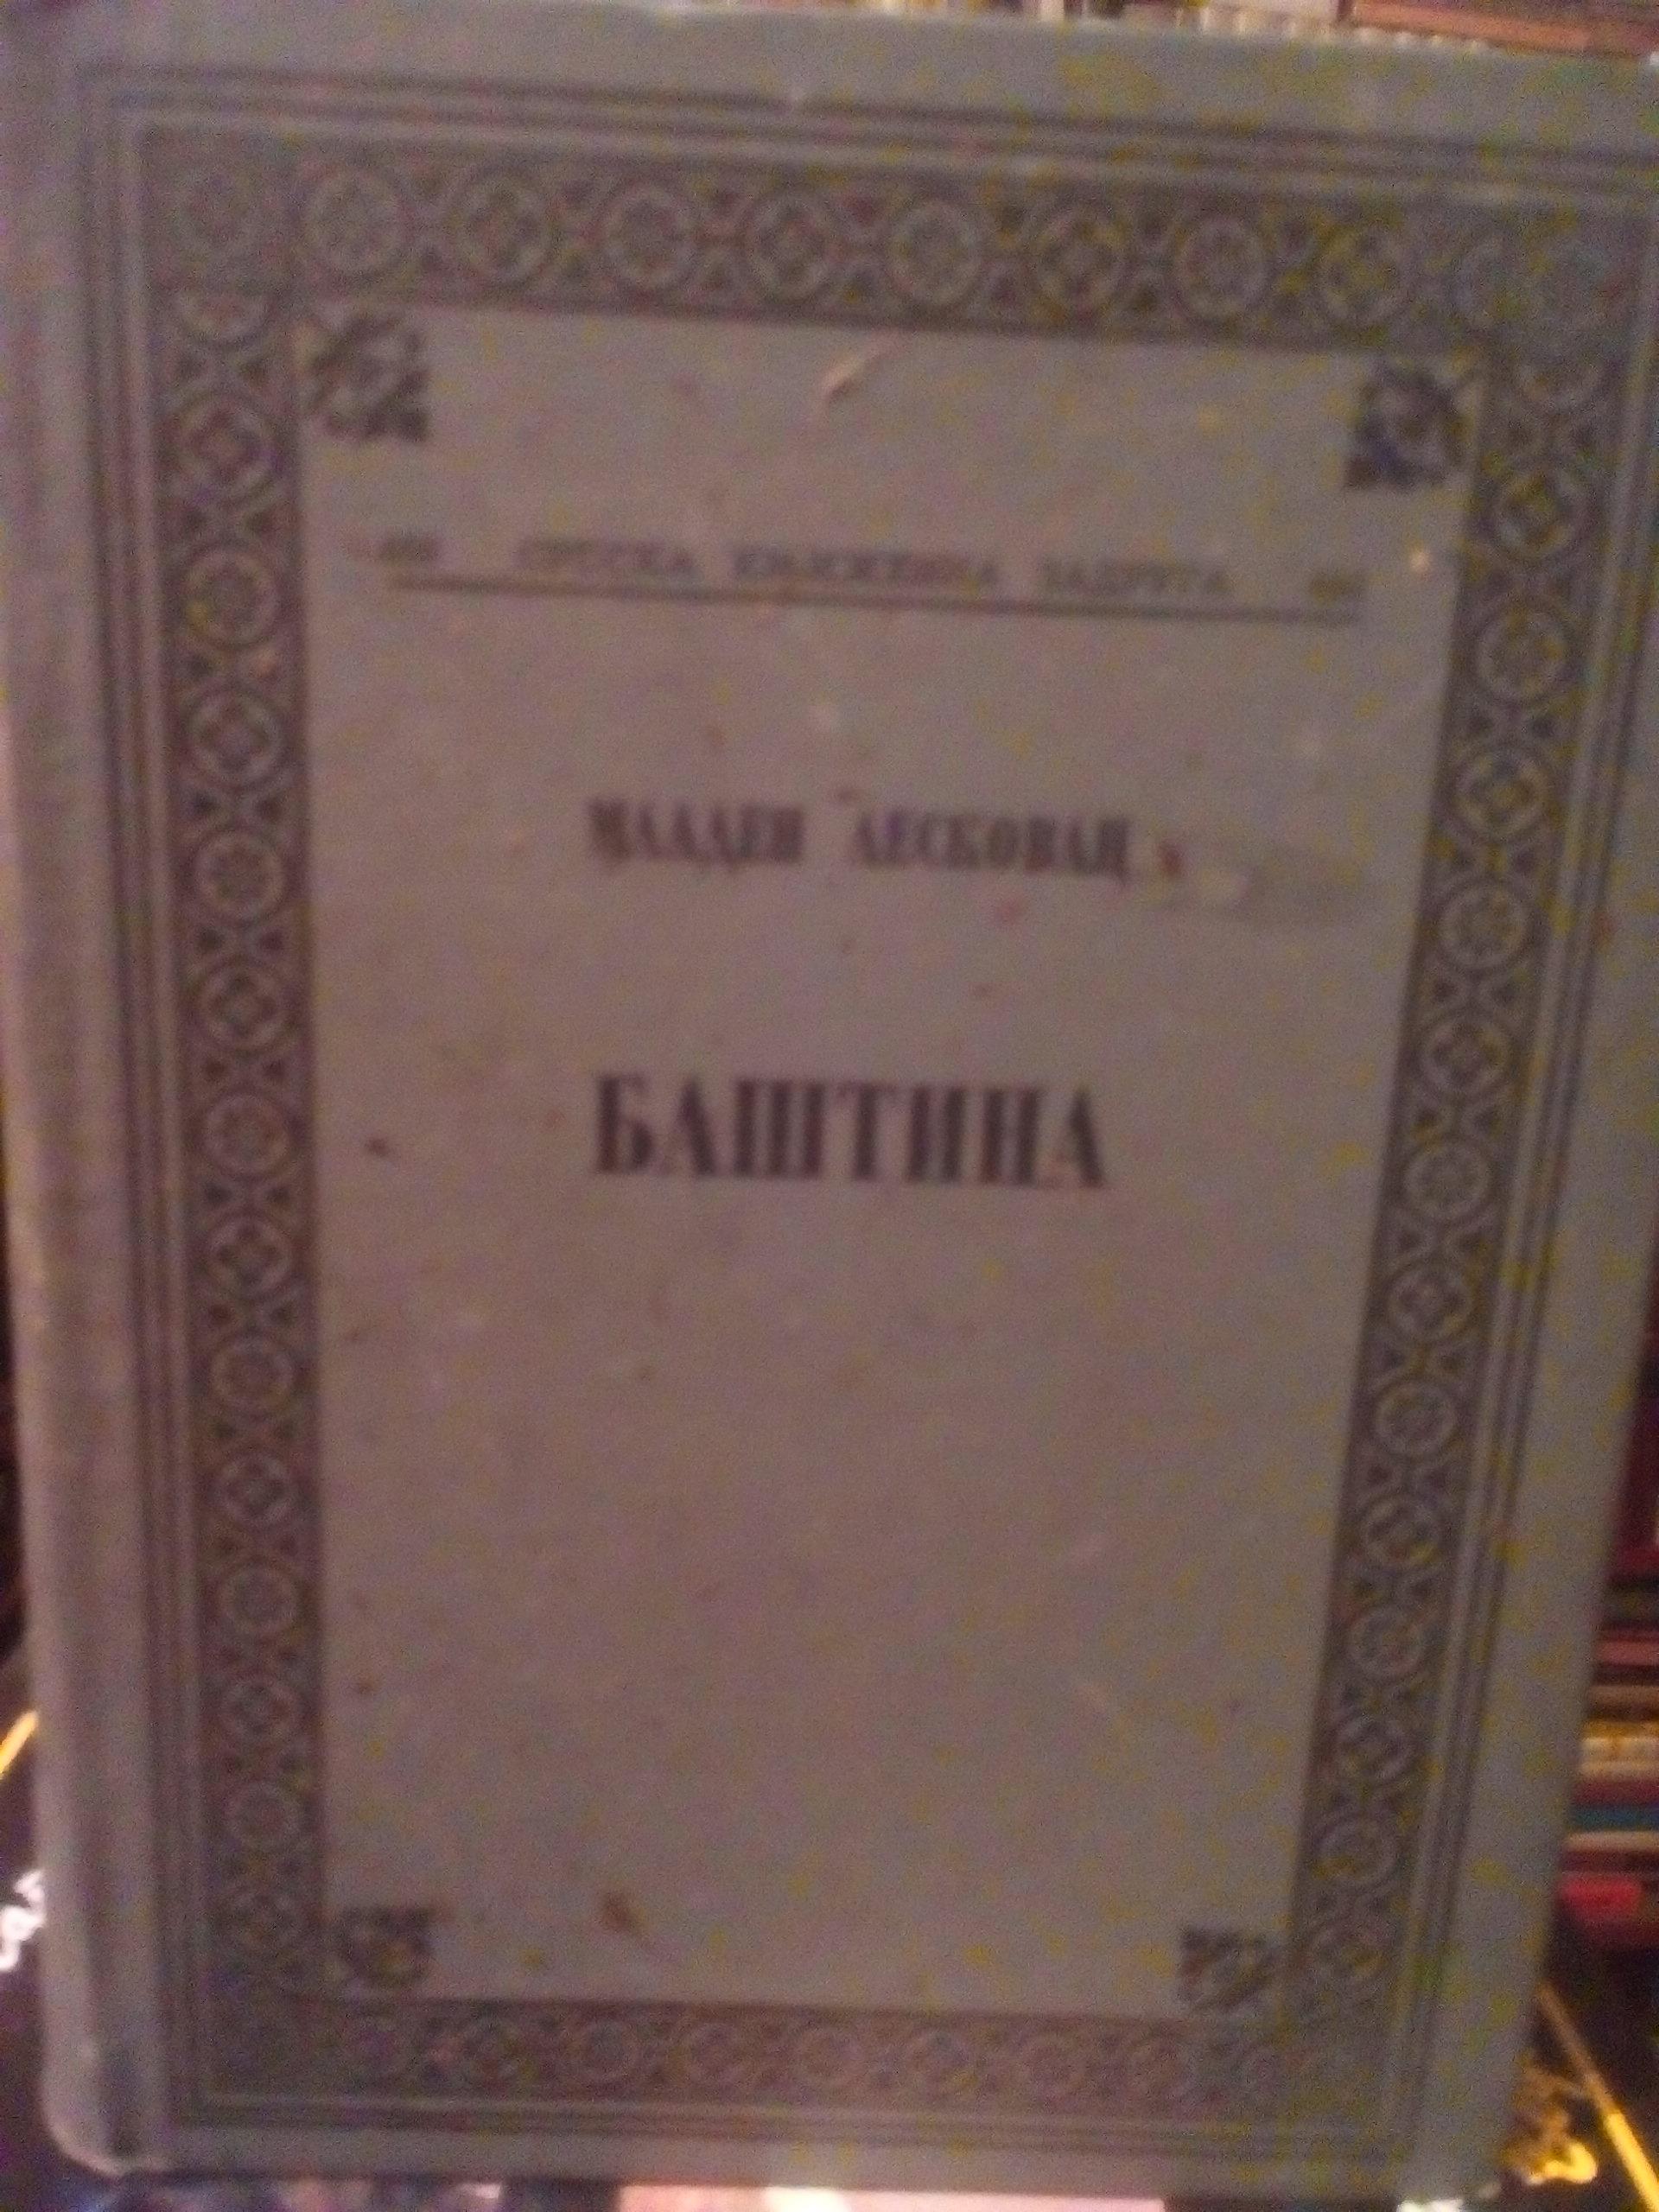 СРПСКА КЊИЖЕВНА ЗАДРУГА
МЛАДЕН ЛЕСКОВАЦ
БАШТИНА